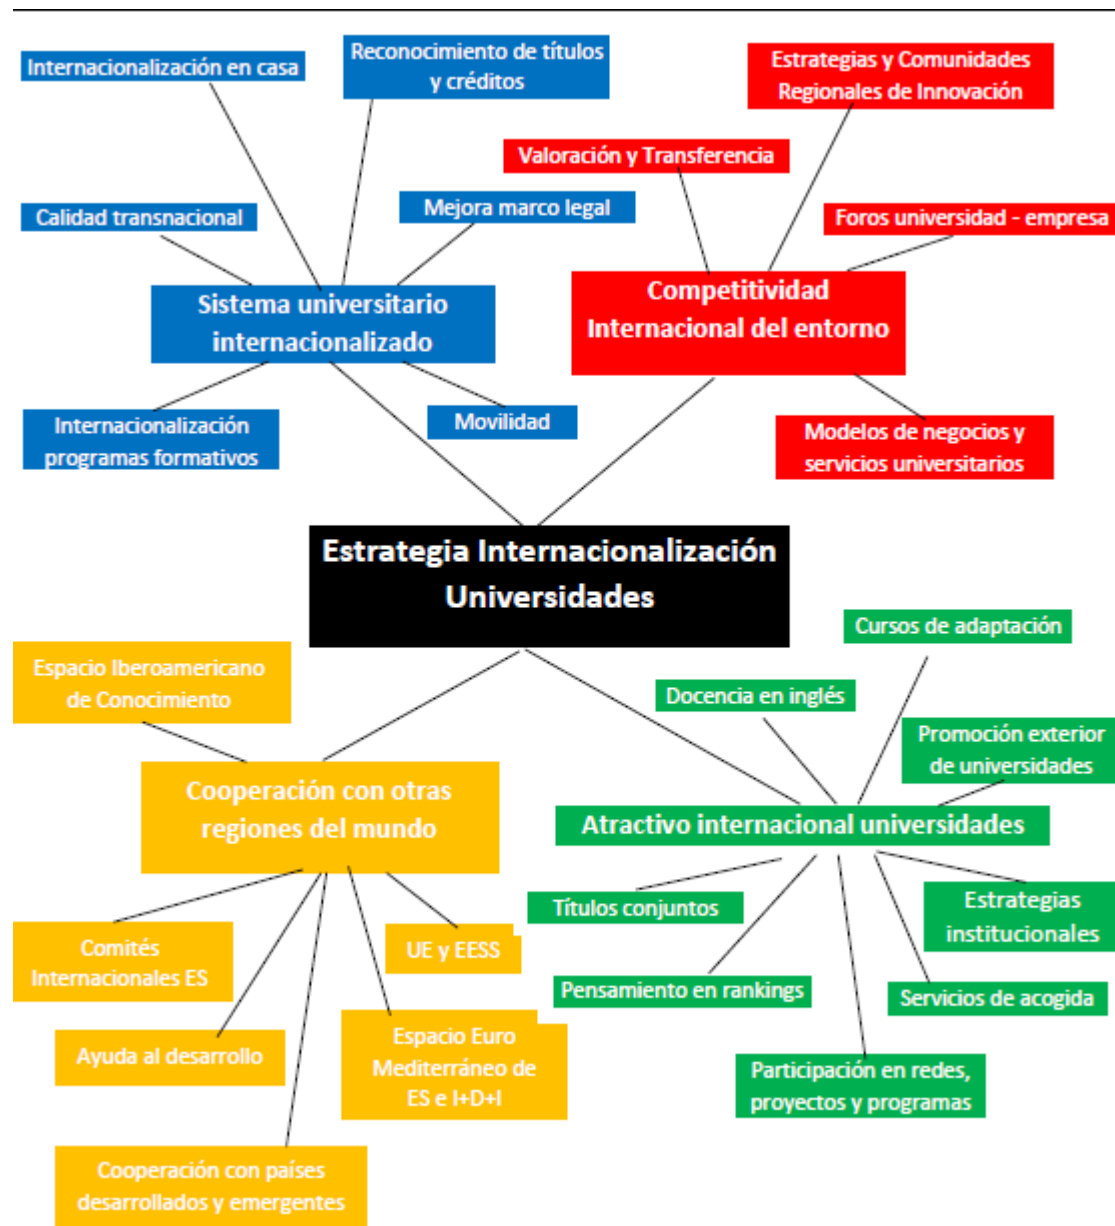 Internacionalización en casa
Reconocimiento de títulos
y créditos
Estrategias y Comunidades
Regionales de Innovación
Valoración y Transferencia
Calidad transnacional
Mejora marco legal
Foros universidad - empresa
Sistema universitario
internacionalizado
Competitividad
Internacional del entorno
Internacionalización
programas formativos
Movilidad
Modelos de negocios y
servicios universitarios
Estrategia Internacionalización
Universidades
Espacio Iberoamericano
de Conocimiento
Cursos de adaptación
Docencia en inglés
Promoción exterior
de universidades
Cooperación con otras
regiones del mundo
Atractivo internacional universidades
Comités
Internacionales ES
UE y EESS
Títulos conjuntos
Estrategias
institucionales
Pensamiento en rankings
Servicios de acogida
Ayuda al desarrollo
Espacio Euro
Mediterráneo de
ES e I+D+I
Participación en redes,
proyectos y programas
Cooperación con países
desarrollados y emergentes